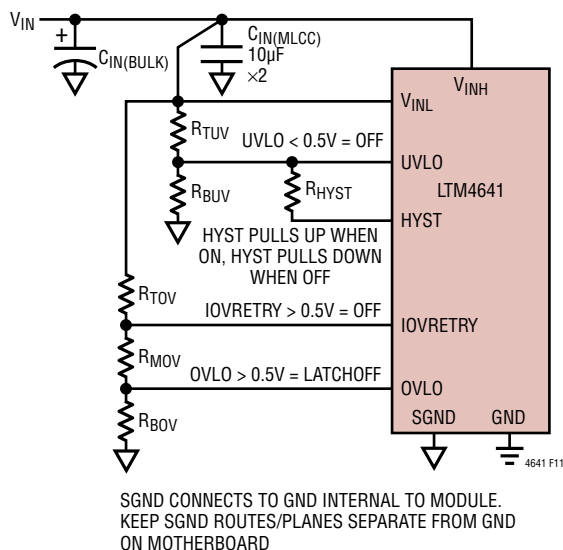 VIN
+
CIN(BULK)
CIN(MLCC)
10µF
×2
VINH
VINL
RTUV
UVLO < 0.5V = OFF
UVLO
RBUV
RHYST
LTM4641
HYST
HYST PULLS UP WHEN
ON, HYST PULLS DOWN
WHEN OFF
RTOV
IOVRETRY > 0.5V = OFF
IOVRETRY
RMOV
OVLO > 0.5V = LATCHOFF
OVLO
RBOV
SGND GND
4641 F11
SGND CONNECTS TO GND INTERNAL TO MODULE.
KEEP SGND ROUTES/PLANES SEPARATE FROM GND
ON MOTHERBOARD